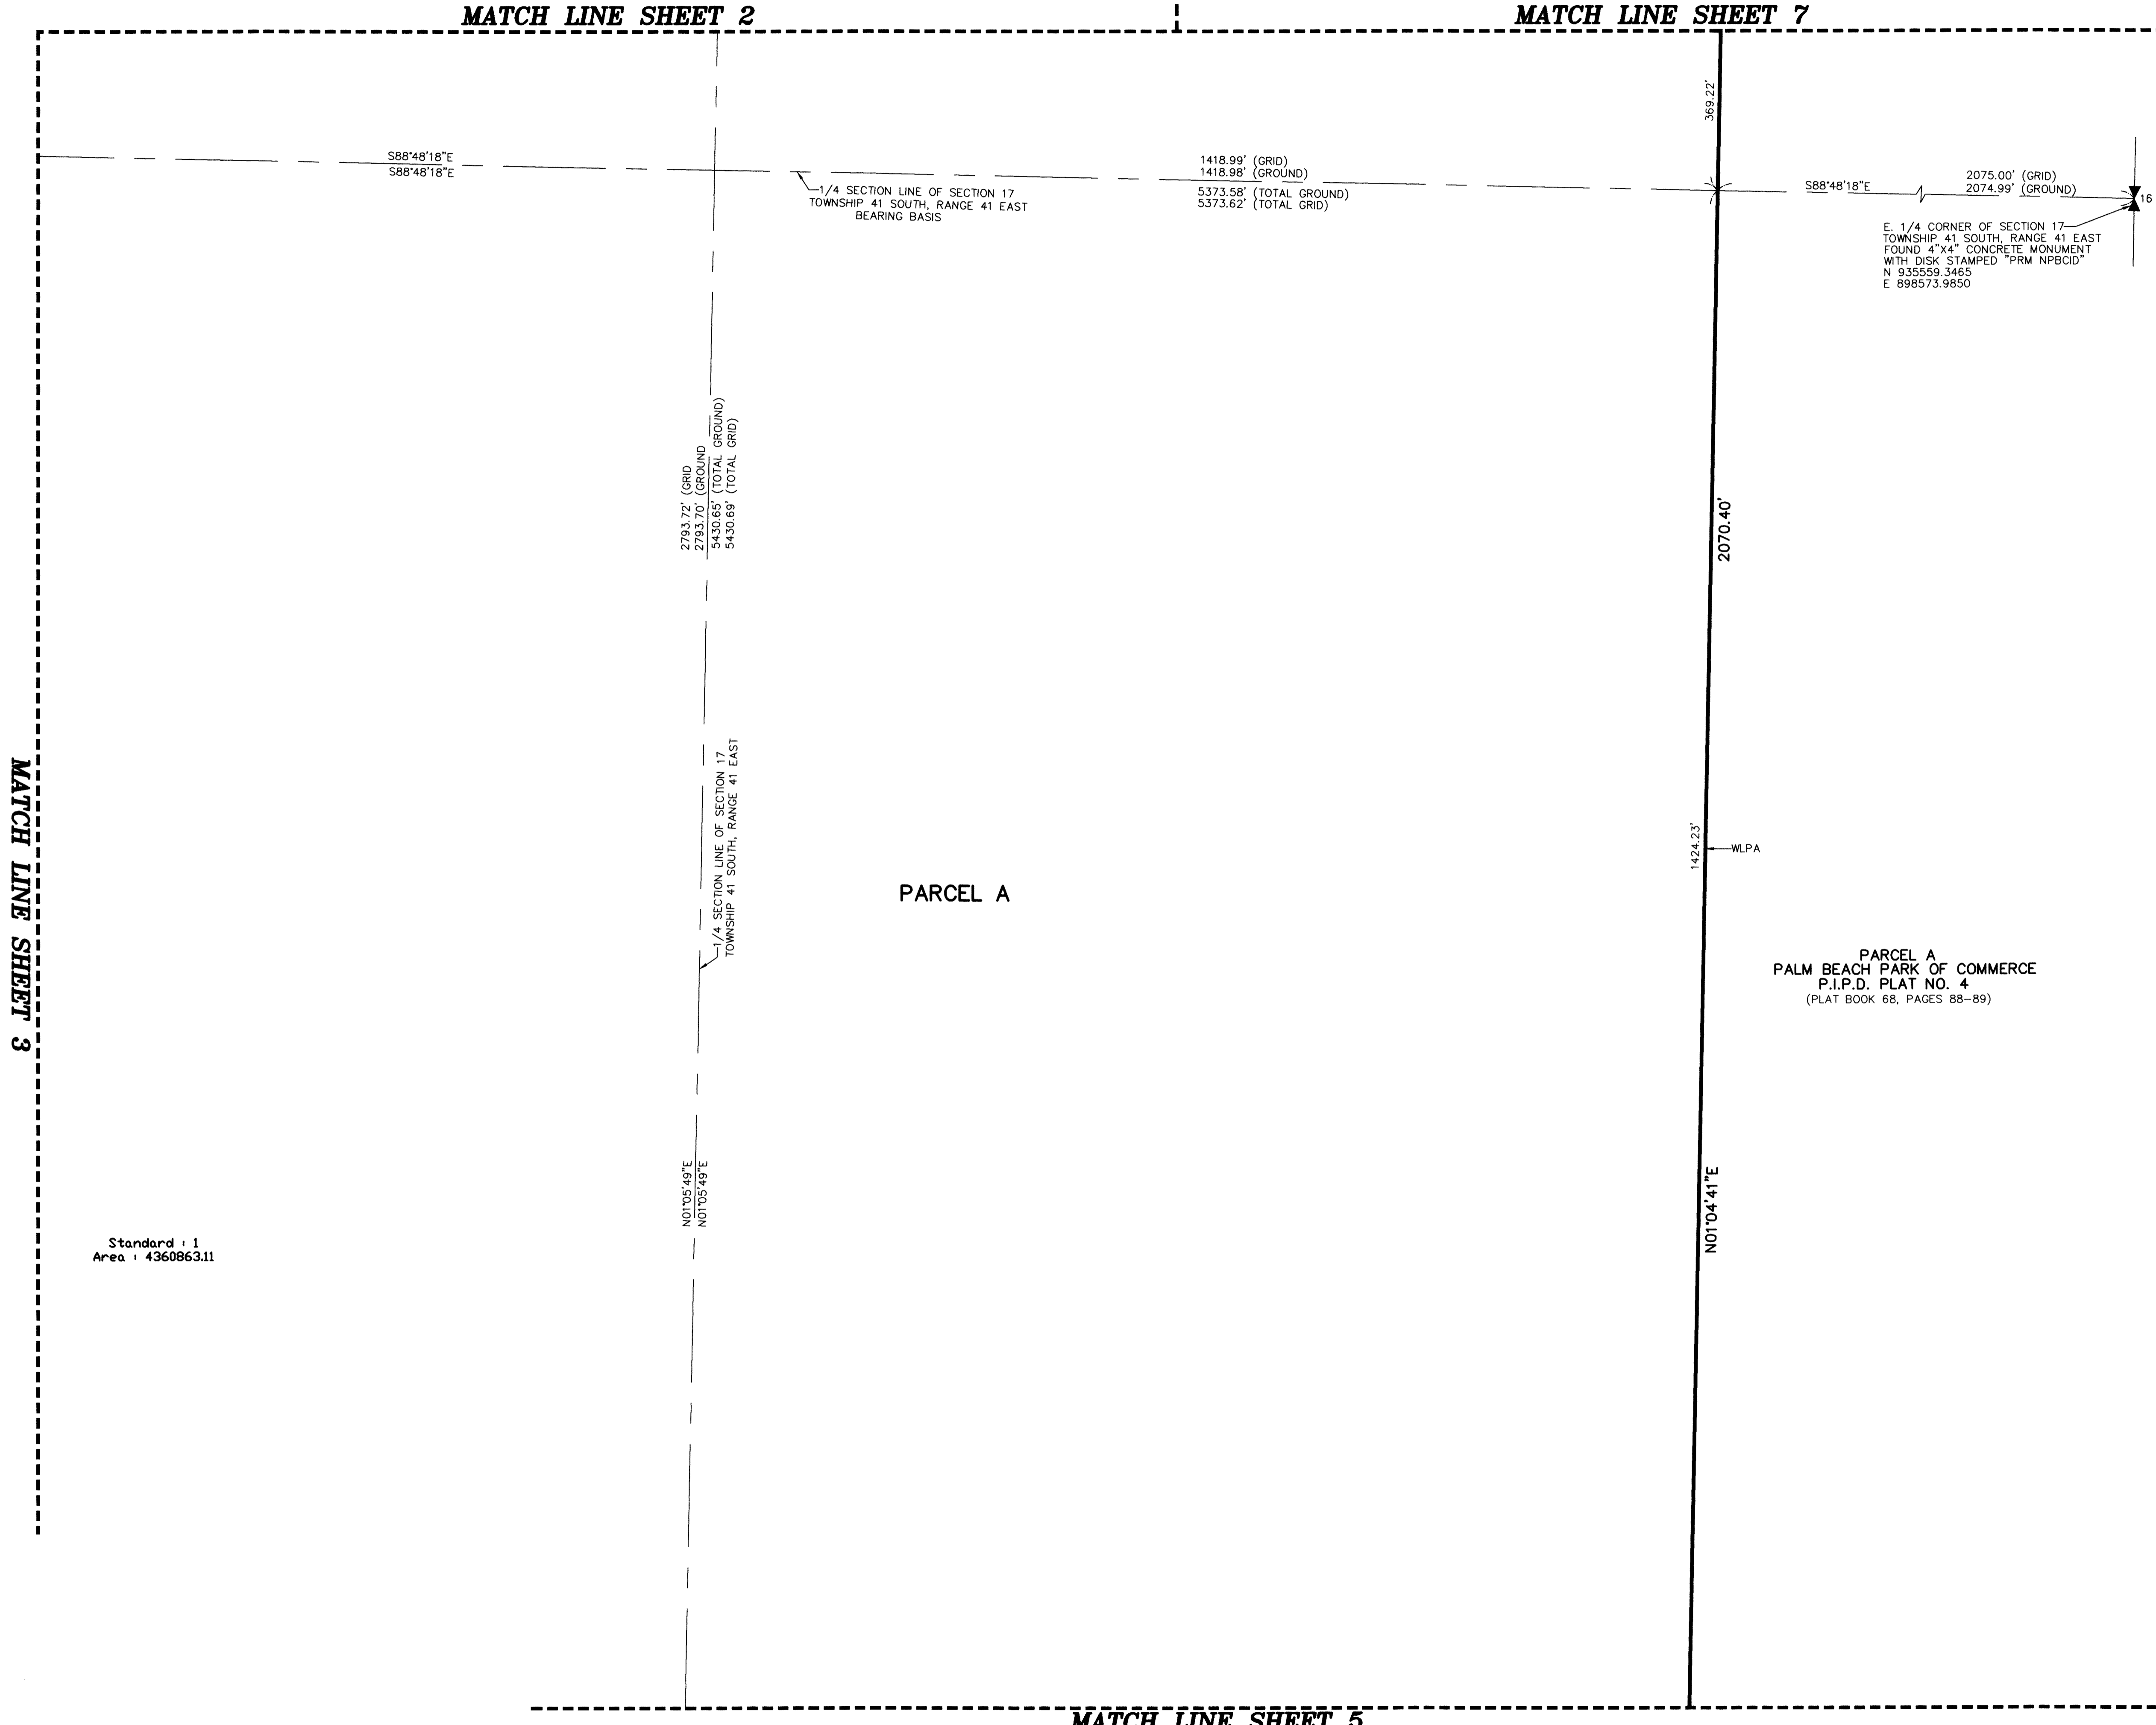 MATCH LINE SHEET 2
MATCH LINE SHEET 7
369.22'
S88°48'18"E
S88°48'18"E
1418.99' (GRID)
1418.98' (GROUND)
5373.58' (TOTAL GROUND)
5373.62' (TOTAL GRID)
1/4 SECTION LINE OF SECTION 17
TOWNSHIP 41 SOUTH, RANGE 41 EAST
BEARING BASIS
S88°48'18"E
2075.00' (GRID)
2074.99' (GROUND)
16
E. 1/4 CORNER OF SECTION 17
TOWNSHIP 41 SOUTH, RANGE 41 EAST
FOUND 4"X4" CONCRETE MONUMENT
WITH DISK STAMPED "PRM NPBCID"
N 935559.3465
E 898573.9850
2793.72' (GRID
2793.70' (GROUND
5430.65' (TOTAL GROUND)
5430.69' (TOTAL GRID)
2070.40'
MATCH LINE SHEET 3
1/4 SECTION LINE OF SECTION 17
TOWNSHIP 41 SOUTH, RANGE 41 EAST
PARCEL A
1424.23'
WLPA
PARCEL A
PALM BEACH PARK OF COMMERCE
P.I.P.D. PLAT NO. 4
(PLAT BOOK 68, PAGES 88-89)
N01°05'49"E
N01°05'49"E
N01°04'41"E
Standard : 1
Area : 4360863.11
MATCH LINE SHEET 5